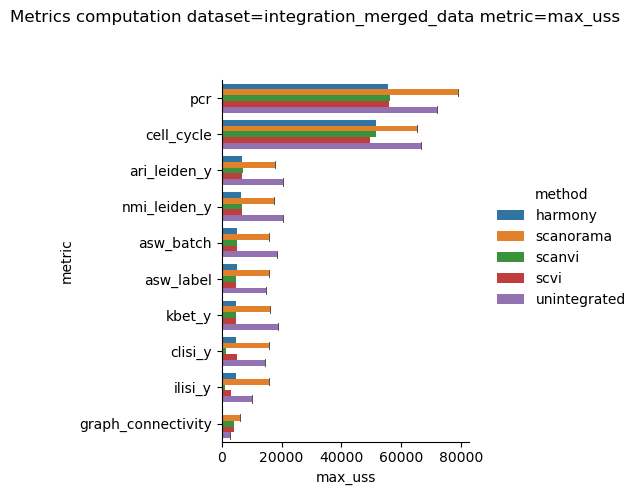 Metrics computation dataset=integration_merged_data metric=max_uss
pcr
cell_cycle
ari_leiden_y
nmi_leiden_y
asw_batch
asw_label
kbet_y
clisi_y
ilisi_y
graph_connectivity
metric
0 20000 40000 60000 80000
max_uss
method
harmony
scanorama
scanvi
scvi
unintegrated